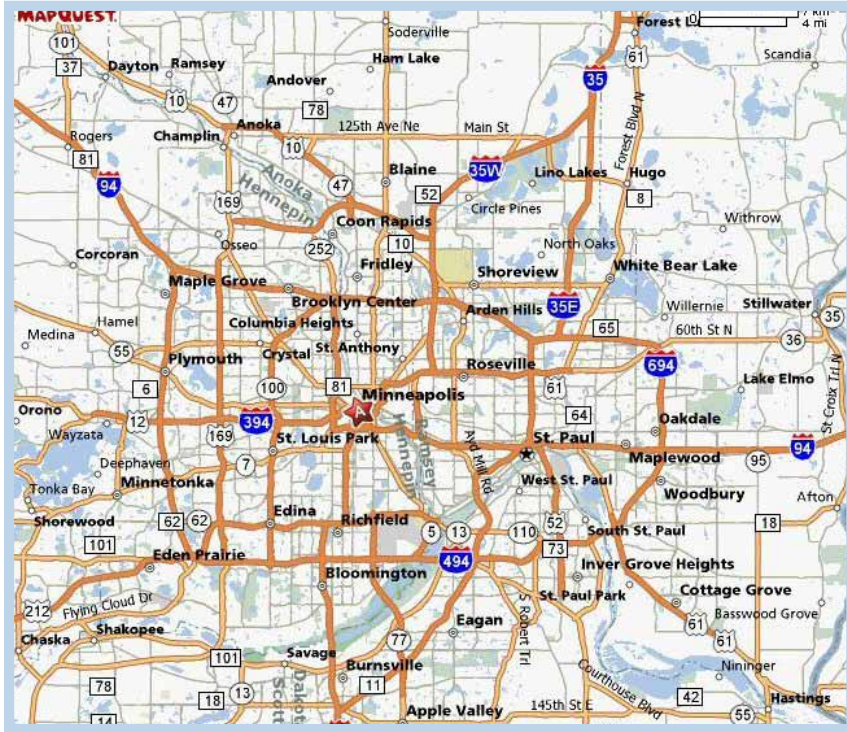 MAPQUEST.
7 km
4 mi
Soderville
Forest L
101
61
Scandia
37
Dayton
Ramsey
Ham Lake
Andover
35
10
47
78
Anoka
125th Ave Ne
Main St
Forest Blvd N
Rogers
Champlin
10
81
94
Blaine
35W
Lino Lakes
Hugo
Anoka
Hennepin
47
52
8
169
Circle Pines
Coon Rapids
Withrow
Osseo
252
10
North Oaks
Corcoran
Fridley
Shoreview
White Bear Lake
Maple Grove
Brooklyn Center
35E
Willernie
Stillwater
Arden Hills
35
Medina
Hamel
Columbia Heights
65
60th St N
55
Crystal
St. Anthony
36
Plymouth
Roseville
694
6
100
81
61
Lake Elmo
St Croix Trl N
Orono
Minneapolis
A
64
12
394
Oakdale
Wayzata
169
St. Louis Park
Hennepin
Ramsey
Ayd Mill Rd
St. Paul
94
Deephaven
7
Maplewood
95
Tonka Bay
Minnetonka
West St. Paul
Woodbury
Afton
Shorewood
62
62
Edina
Richfield
5
13
110
52
South St. Paul
18
101
73
Eden Prairie
494
Bloomington
Inver Grove Heights
212
Flying Cloud Dr
St. Paul Park
Cottage Grove
Basswood Grove
S Robert Trl
61
Eagan
Chaska
Shakopee
77
61
101
Savage
Nininger
Burnsville
78
18
13
11
Dakota
Scott
Courthouse Blvd
42
Hastings
14
Apple Valley
145th St E
55